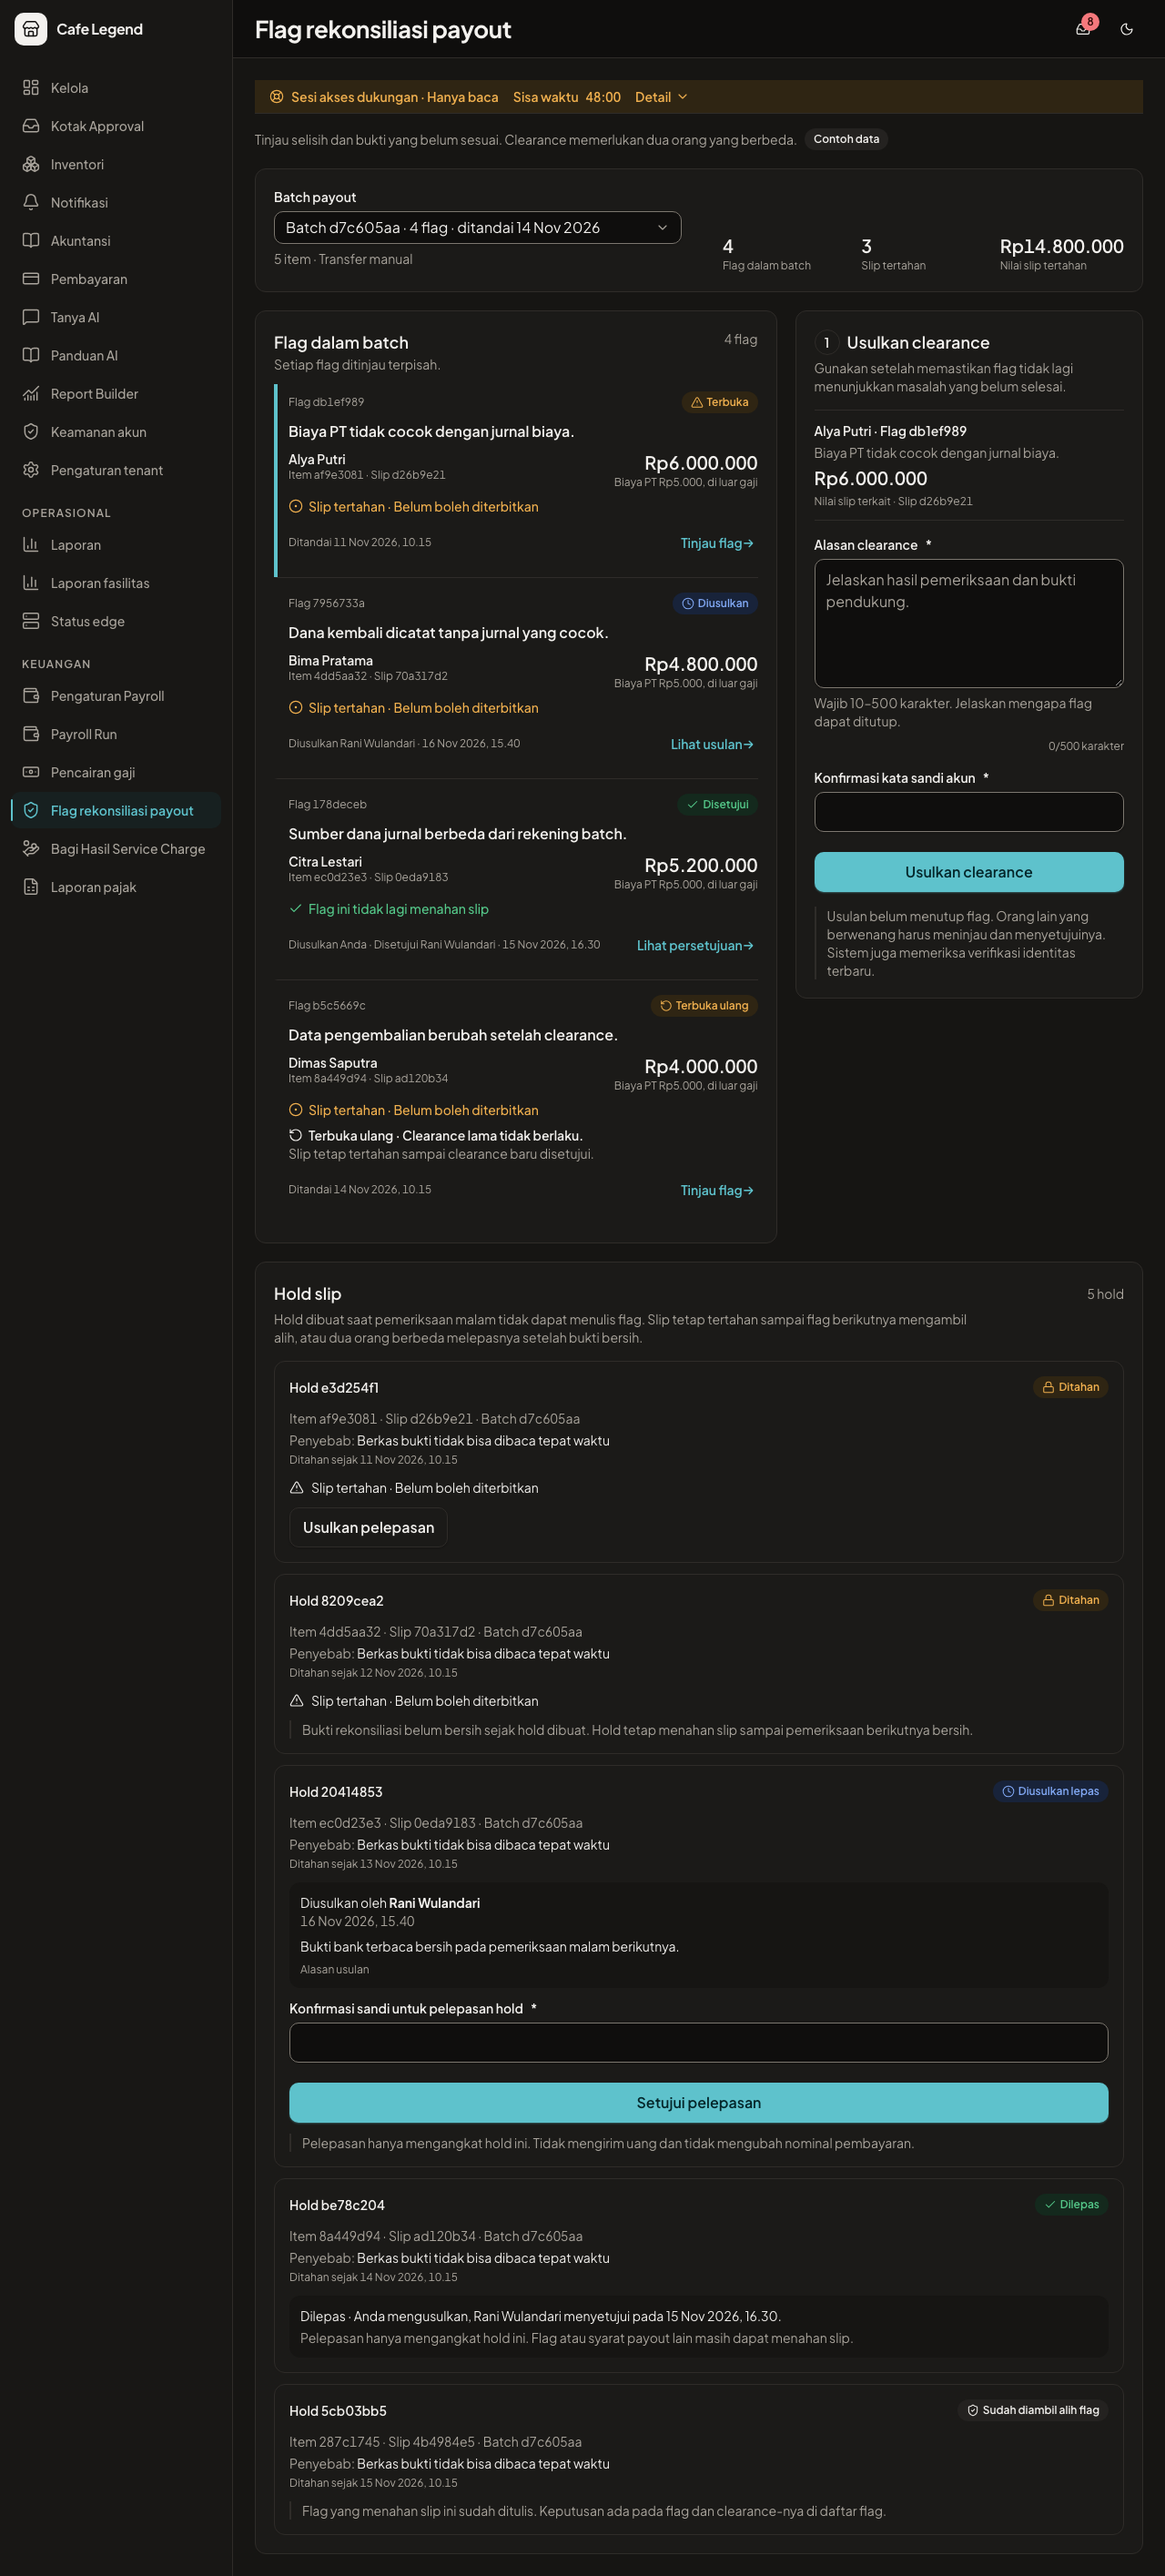 Cafe Legend
Kelola
Kotak Approval
Inventori
Notifikasi
Akuntansi
Pembayaran
Tanya AI
Panduan AI
Report Builder
Keamanan akun
Pengaturan tenant
OPERASIONAL
Laporan
Laporan fasilitas
Status edge
KEUANGAN
Pengaturan Payroll
Payroll Run
Pencairan gaji
Flag rekonsiliasi payout
Bagi Hasil Service Charge
Laporan pajak
Flag rekonsiliasi payout
8
Sesi akses dukungan · Hanya baca Sisa waktu 48:00 Detail
Tinjau selisih dan bukti yang belum sesuai. Clearance memerlukan dua orang yang berbeda. Contoh data
Batch payout
Batch d7c605aa · 4 flag · ditandai 14 Nov 2026
5 item · Transfer manual
4
Flag dalam batch
3
Slip tertahan
Rp14.800.000
Nilai slip tertahan
Flag dalam batch
4 flag
Setiap flag ditinjau terpisah.
Flag db1ef989
Terbuka
Biaya PT tidak cocok dengan jurnal biaya.
Alya Putri
Item af9e3081 · Slip d26b9e21
Rp6.000.000
Biaya PT Rp5.000, di luar gaji
Slip tertahan · Belum boleh diterbitkan
Ditandai 11 Nov 2026, 10.15
Tinjau flag→
Flag 7956733a
Diusulkan
Dana kembali dicatat tanpa jurnal yang cocok.
Bima Pratama
Item 4dd5aa32 · Slip 70a317d2
Rp4.800.000
Biaya PT Rp5.000, di luar gaji
Slip tertahan · Belum boleh diterbitkan
Diusulkan Rani Wulandari · 16 Nov 2026, 15.40
Lihat usulan→
Flag 178deceb
Disetujui
Sumber dana jurnal berbeda dari rekening batch.
Citra Lestari
Item ec0d23e3 · Slip 0eda9183
Rp5.200.000
Biaya PT Rp5.000, di luar gaji
Flag ini tidak lagi menahan slip
Diusulkan Anda · Disetujui Rani Wulandari · 15 Nov 2026, 16.30
Lihat persetujuan→
Flag b5c5669c
Terbuka ulang
Data pengembalian berubah setelah clearance.
Dimas Saputra
Item 8a449d94 · Slip ad120b34
Rp4.000.000
Biaya PT Rp5.000, di luar gaji
Slip tertahan · Belum boleh diterbitkan
Terbuka ulang · Clearance lama tidak berlaku.
Slip tetap tertahan sampai clearance baru disetujui.
Ditandai 14 Nov 2026, 10.15
Tinjau flag→
1 Usulkan clearance
Gunakan setelah memastikan flag tidak lagi
menunjukkan masalah yang belum selesai.
Alya Putri · Flag db1ef989
Biaya PT tidak cocok dengan jurnal biaya.
Rp6.000.000
Nilai slip terkait · Slip d26b9e21
Alasan clearance *
Jelaskan hasil pemeriksaan dan bukti
pendukung.
Wajib 10–500 karakter. Jelaskan mengapa flag
dapat ditutup.
0/500 karakter
Konfirmasi kata sandi akun *
Usulkan clearance
Usulan belum menutup flag. Orang lain yang
berwenang harus meninjau dan menyetujuinya.
Sistem juga memeriksa verifikasi identitas
terbaru.
Hold slip
5 hold
Hold dibuat saat pemeriksaan malam tidak dapat menulis flag. Slip tetap tertahan sampai flag berikutnya mengambil
alih, atau dua orang berbeda melepasnya setelah bukti bersih.
Hold e3d254f1
Ditahan
Item af9e3081 · Slip d26b9e21 · Batch d7c605aa
Penyebab: Berkas bukti tidak bisa dibaca tepat waktu
Ditahan sejak 11 Nov 2026, 10.15
Slip tertahan · Belum boleh diterbitkan
Usulkan pelepasan
Hold 8209cea2
Ditahan
Item 4dd5aa32 · Slip 70a317d2 · Batch d7c605aa
Penyebab: Berkas bukti tidak bisa dibaca tepat waktu
Ditahan sejak 12 Nov 2026, 10.15
Slip tertahan · Belum boleh diterbitkan
Bukti rekonsiliasi belum bersih sejak hold dibuat. Hold tetap menahan slip sampai pemeriksaan berikutnya bersih.
Hold 20414853
Diusulkan lepas
Item ec0d23e3 · Slip 0eda9183 · Batch d7c605aa
Penyebab: Berkas bukti tidak bisa dibaca tepat waktu
Ditahan sejak 13 Nov 2026, 10.15
Diusulkan oleh Rani Wulandari
16 Nov 2026, 15.40
Bukti bank terbaca bersih pada pemeriksaan malam berikutnya.
Alasan usulan
Konfirmasi sandi untuk pelepasan hold *
Setujui pelepasan
Pelepasan hanya mengangkat hold ini. Tidak mengirim uang dan tidak mengubah nominal pembayaran.
Hold be78c204
Dilepas
Item 8a449d94 · Slip ad120b34 · Batch d7c605aa
Penyebab: Berkas bukti tidak bisa dibaca tepat waktu
Ditahan sejak 14 Nov 2026, 10.15
Dilepas · Anda mengusulkan, Rani Wulandari menyetujui pada 15 Nov 2026, 16.30.
Pelepasan hanya mengangkat hold ini. Flag atau syarat payout lain masih dapat menahan slip.
Hold 5cb03bb5
Sudah diambil alih flag
Item 287c1745 · Slip 4b4984e5 · Batch d7c605aa
Penyebab: Berkas bukti tidak bisa dibaca tepat waktu
Ditahan sejak 15 Nov 2026, 10.15
Flag yang menahan slip ini sudah ditulis. Keputusan ada pada flag dan clearance-nya di daftar flag.